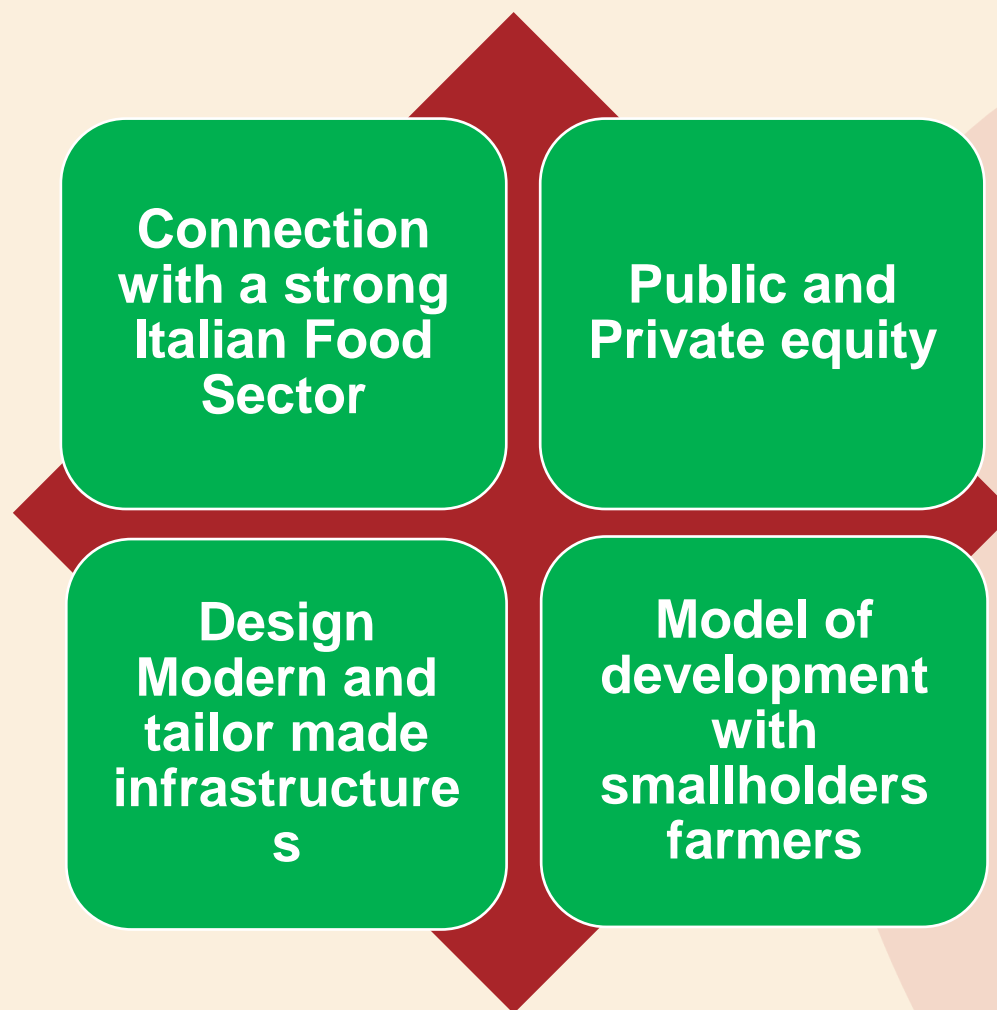 Connection
with a strong
Italian Food
Sector
Public and
Private equity
Design
Modern and
tailor made
infrastructure
s
Model of
development
with
smallholders
farmers